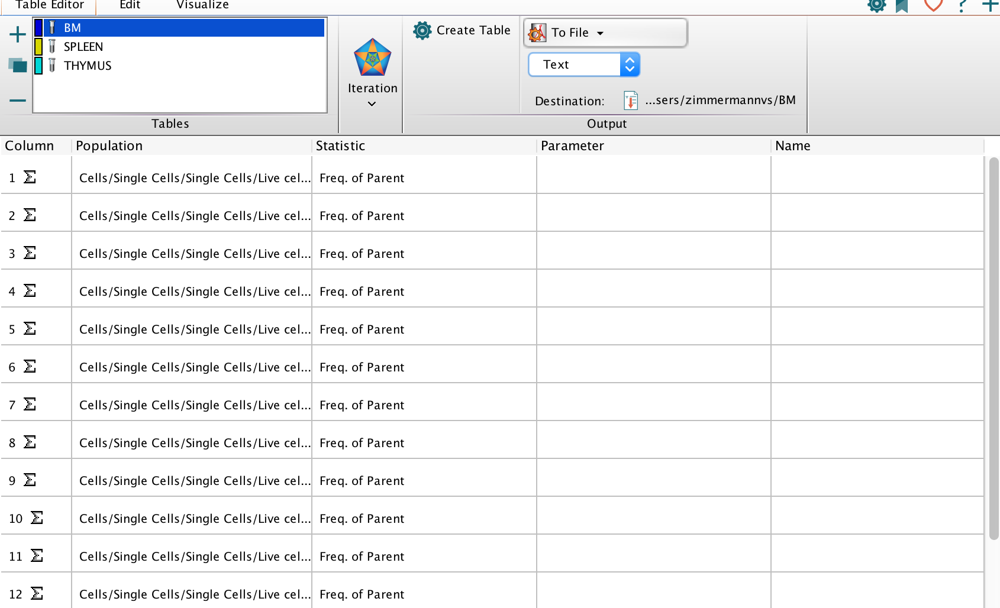 Table Editor Edit Visualize ?
BM
SPLEEN
THYMUS
Tables
Iteration
Create Table
To File
Text
Destination: ...sers/zimmermannvs/BM
Output
Column Population Statistic Parameter Name
1 Σ Cells/Single Cells/Single Cells/Live cel... Freq. of Parent
2 Σ Cells/Single Cells/Single Cells/Live cel... Freq. of Parent
3 Σ Cells/Single Cells/Single Cells/Live cel... Freq. of Parent
4 Σ Cells/Single Cells/Single Cells/Live cel... Freq. of Parent
5 Σ Cells/Single Cells/Single Cells/Live cel... Freq. of Parent
6 Σ Cells/Single Cells/Single Cells/Live cel... Freq. of Parent
7 Σ Cells/Single Cells/Single Cells/Live cel... Freq. of Parent
8 Σ Cells/Single Cells/Single Cells/Live cel... Freq. of Parent
9 Σ Cells/Single Cells/Single Cells/Live cel... Freq. of Parent
10 Σ Cells/Single Cells/Single Cells/Live cel... Freq. of Parent
11 Σ Cells/Single Cells/Single Cells/Live cel... Freq. of Parent
12 Σ Cells/Single Cells/Single Cells/Live cel... Freq. of Parent